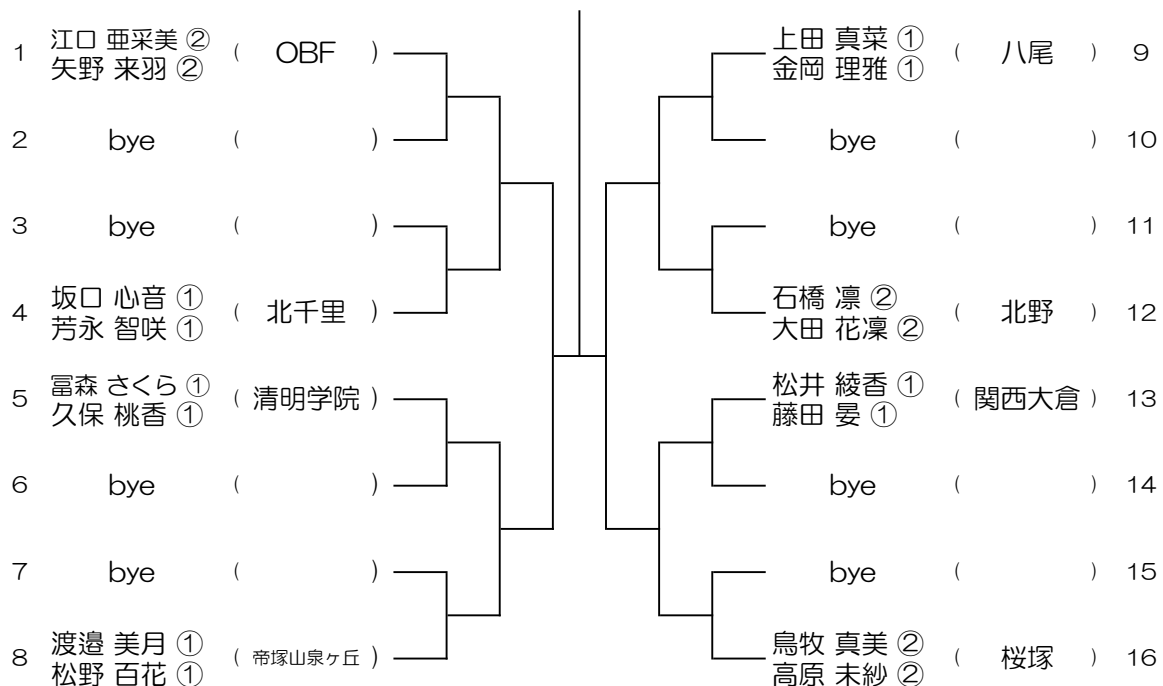 江口 亜采美 ②
1 ( OBF )
矢野 来羽 ②
2 bye ( )
3 bye ( )
坂口 心音 ①
4 ( 北千里 )
芳永 智咲 ①
冨森 さくら ①
5 ( 清明学院 )
久保 桃香 ①
6 bye ( )
7 bye ( )
渡邉 美月 ①
8 ( 帝塚山泉ヶ丘 )
松野 百花 ①
上田 真菜 ①
( 八尾 ) 9
金岡 理雅 ①
bye ( ) 10
bye ( ) 11
石橋 凛 ②
( 北野 ) 12
大田 花凜 ②
松井 綾香 ①
( 関西大倉 ) 13
藤田 晏 ①
bye ( ) 14
bye ( ) 15
鳥牧 真美 ②
( 桜塚 ) 16
高原 未紗 ②